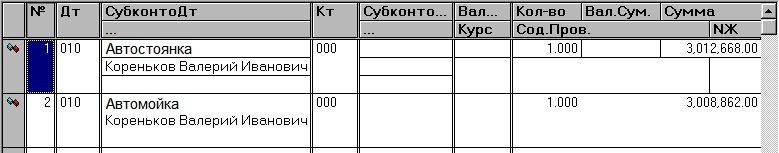 № Дт СубконтоДт Кт Субконто... Вал... Кол-во Вал.Сум. Сумма
... ... Курс Сод.Пров. NЖ
1 010 Автостоянка 000 1.000 3,012,668.00
Кореньков Валерий Иванович
2 010 Автомойка 000 1.000 3,008,862.00
Кореньков Валерий Иванович